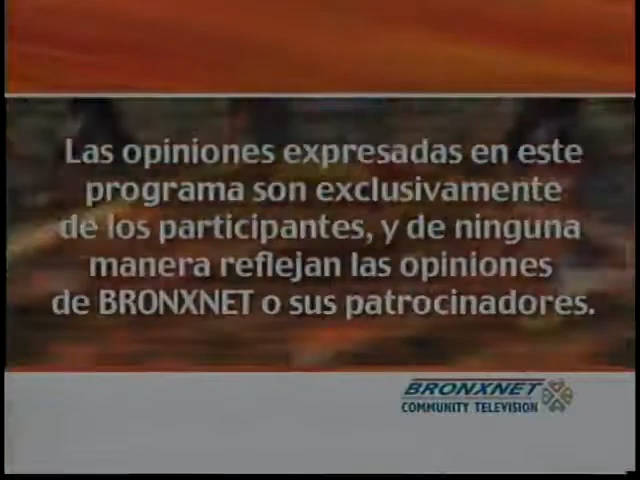 Las opiniones expresadas en este
programa son exclusivamente
de los participantes, y de ninguna
manera reflejan las opiniones
de BRONXNET o sus patrocinadores.
BRONXNET
COMMUNITY TELEVISION